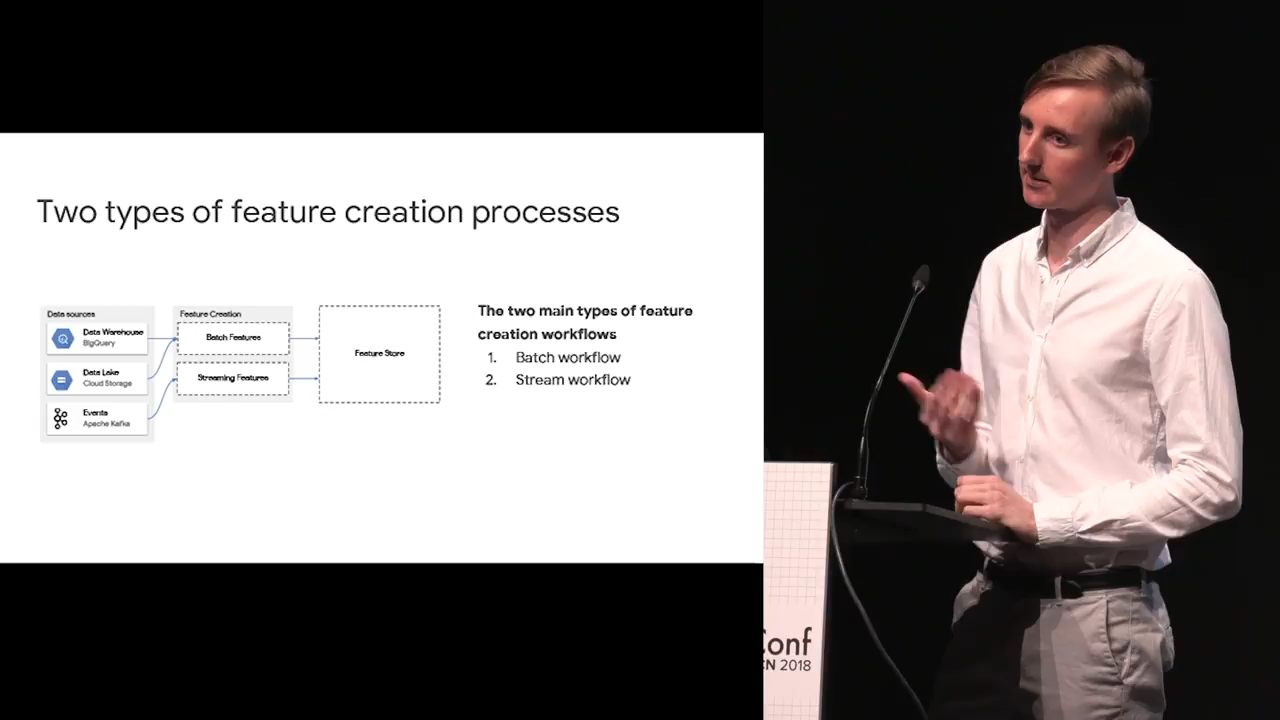 Two types of feature creation processes
Data sources
Data Warehouse
BigQuery
Data Lake
Cloud Storage
Events
Apache Kafka
Feature Creation
Batch Features
Streaming Features
Feature Store
The two main types of feature
creation workflows
1. Batch workflow
2. Stream workflow
Conf
CN 2018